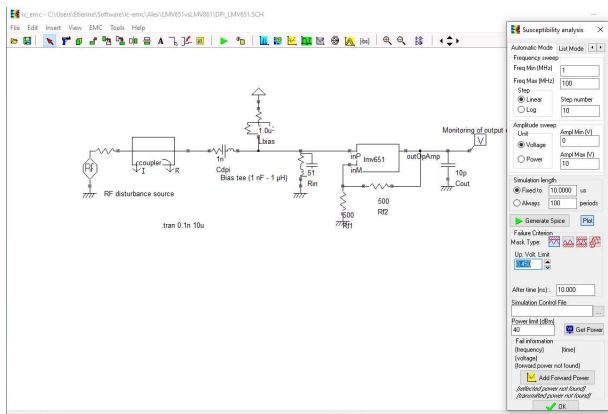 ic_emc - C:\Users\Etienne\Software\ic-emc\Ales\LMV651vsLMV861\DPI_LMV651.SCH
File Edit Insert View EMC Tools Help
Susceptibility analysis
Automatic Mode List Mode
Frequency sweep
Freq Min (MHz) 1
Freq Max (MHz) 100
Step
Linear Step number
Log 10
Amplitude sweep
Unit Ampl Min (V)
Voltage 0
Ampl Max (V)
Power 10
Simulation length
Fixed to 10.0000 us
Always 100 periods
Generate Spice Plot
Failure Criterion
Mask Type:
Up. Volt. Limit
After time (ns): 10.000
Simulation Control File
...
Power limit (dBm)
40 Get Power
Fail information
(frequency) (time)
(voltage)
(forward power not found)
Add Forward Power
(reflected power not found)
(transmitted power not found)
OK
1.0u
Lbias
Monitoring of output
V
RF
coupler
I R
1n
Cdpi
Bias tee (1 nF - 1 µH)
51
Rin
inP
inM
lmv651
outOpAmp
10p
Cout
RF disturbance source
500
Rf2
500
Rf1
.tran 0.1n 10u